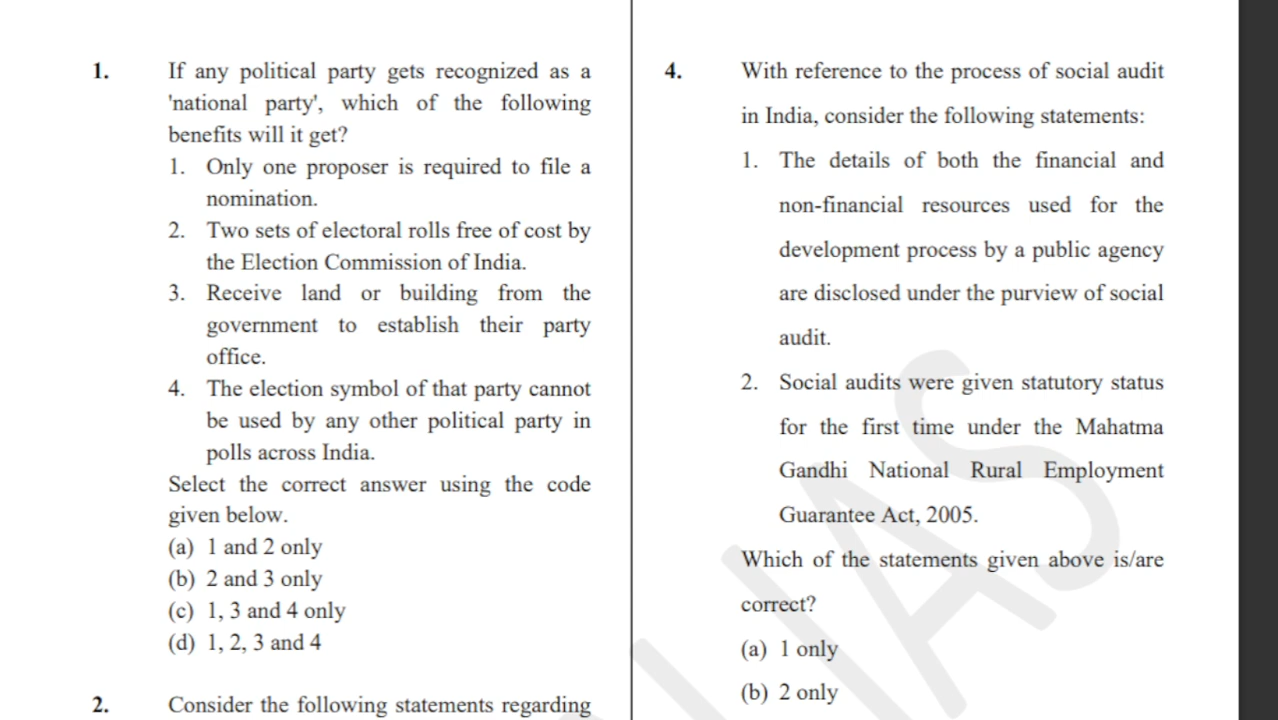 1. If any political party gets recognized as a
'national party', which of the following
benefits will it get?
1. Only one proposer is required to file a
nomination.
2. Two sets of electoral rolls free of cost by
the Election Commission of India.
3. Receive land or building from the
government to establish their party
office.
4. The election symbol of that party cannot
be used by any other political party in
polls across India.
Select the correct answer using the code
given below.
(a) 1 and 2 only
(b) 2 and 3 only
(c) 1, 3 and 4 only
(d) 1, 2, 3 and 4
2. Consider the following statements regarding
4. With reference to the process of social audit
in India, consider the following statements:
1. The details of both the financial and
non-financial resources used for the
development process by a public agency
are disclosed under the purview of social
audit.
2. Social audits were given statutory status
for the first time under the Mahatma
Gandhi National Rural Employment
Guarantee Act, 2005.
Which of the statements given above is/are
correct?
(a) 1 only
(b) 2 only
IAS